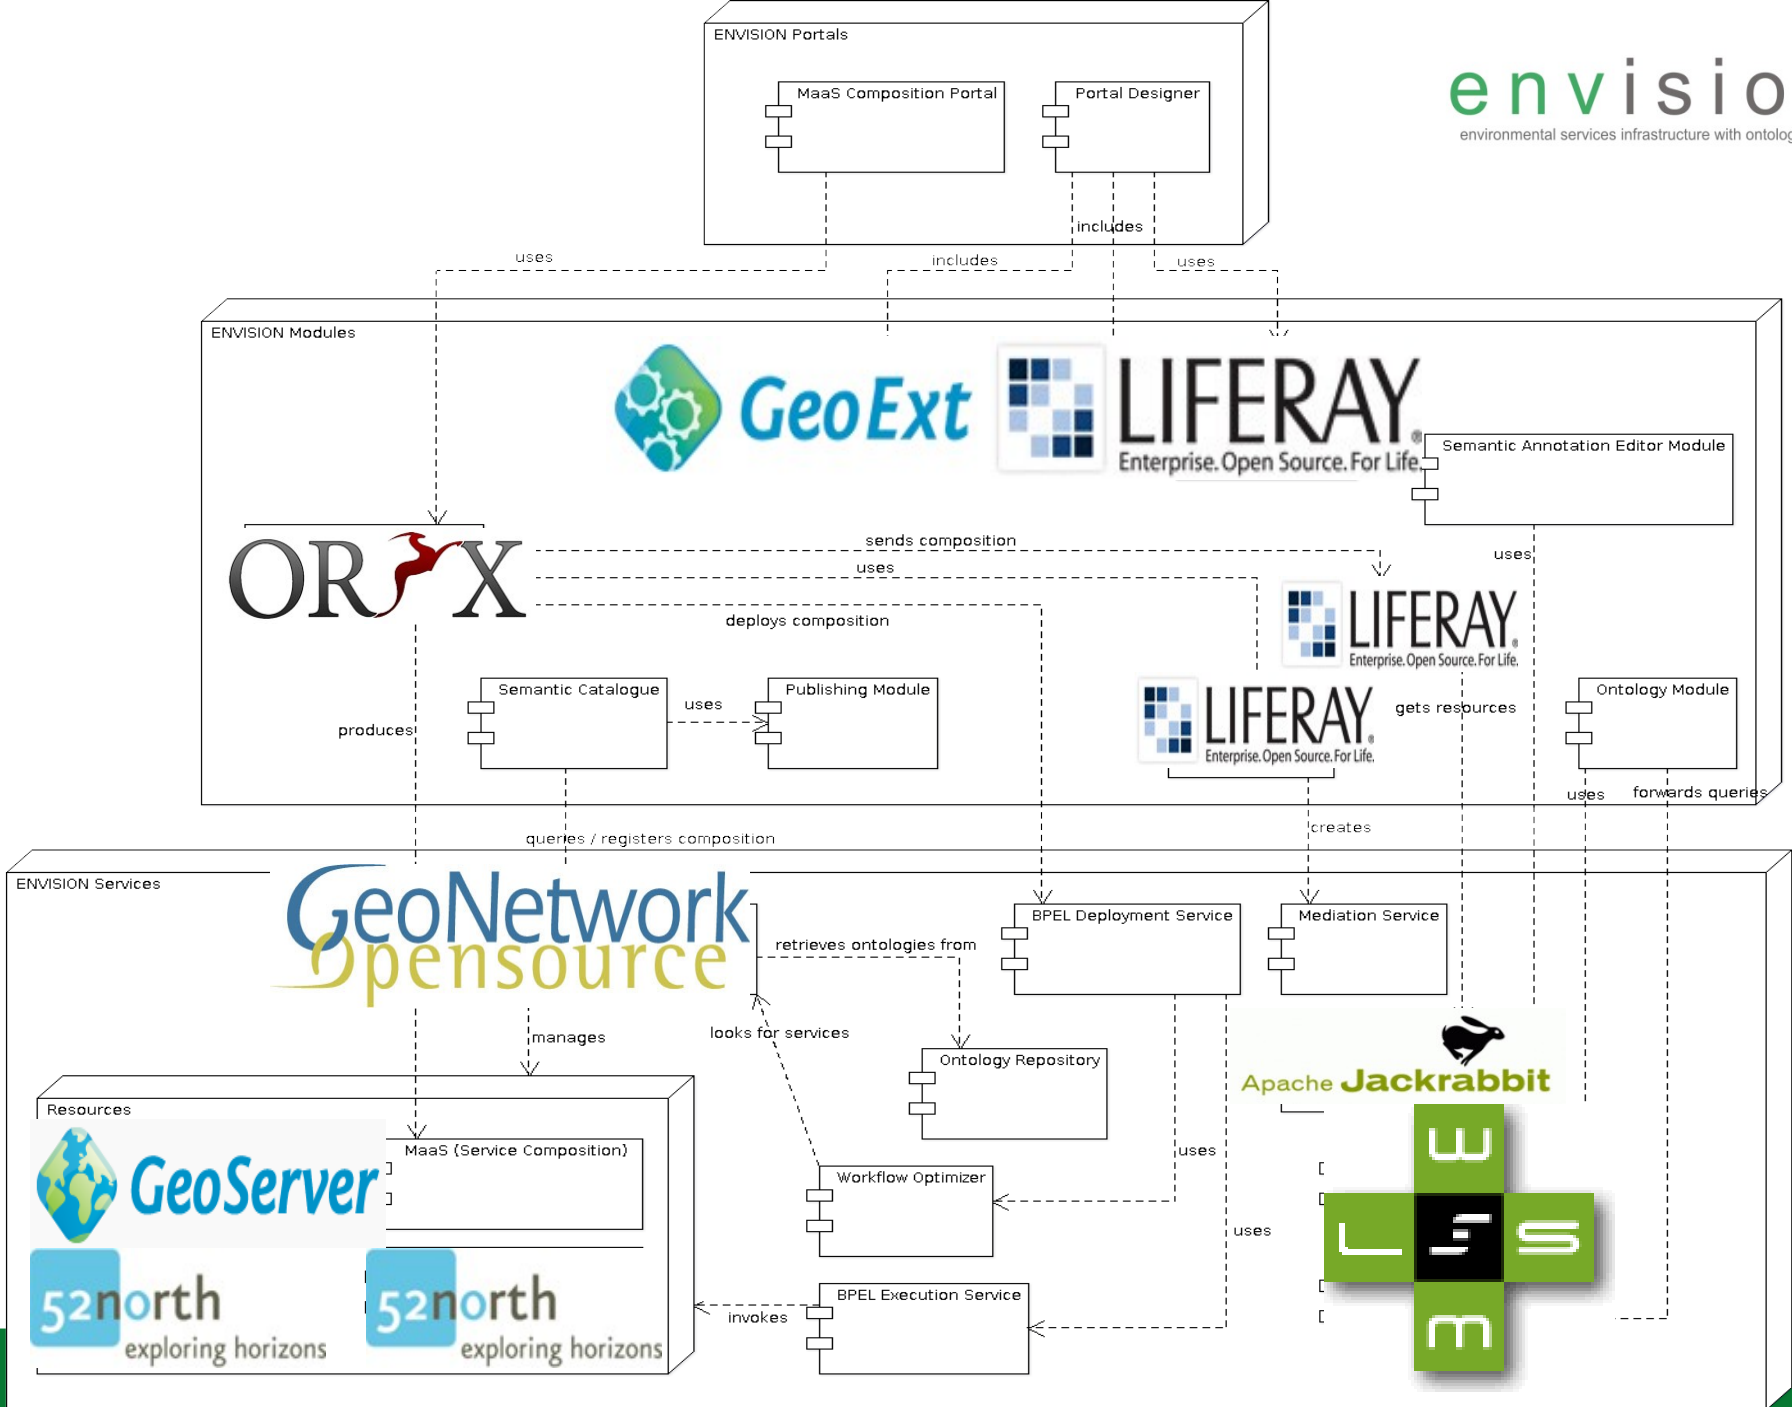 ENVISION Portals
MaaS Composition Portal
Portal Designer
envisio
environmental services infrastructure with ontolog
includes
uses
includes
uses
ENVISION Modules
GeoExt
LIFERAY®
Enterprise. Open Source. For Life.
Semantic Annotation Editor Module
ORYX
sends composition
uses
uses
deploys composition
LIFERAY®
Enterprise. Open Source. For Life.
Semantic Catalogue
uses
Publishing Module
LIFERAY®
Enterprise. Open Source. For Life.
gets resources
Ontology Module
produces
uses
forwards queries
queries / registers composition
creates
ENVISION Services
GeoNetwork
Opensource
retrieves ontologies from
BPEL Deployment Service
Mediation Service
manages
looks for services
Ontology Repository
Apache Jackrabbit
Resources
GeoServer
MaaS (Service Composition)
uses
Workflow Optimizer
uses
52north
exploring horizons
52north
exploring horizons
invokes
BPEL Execution Service